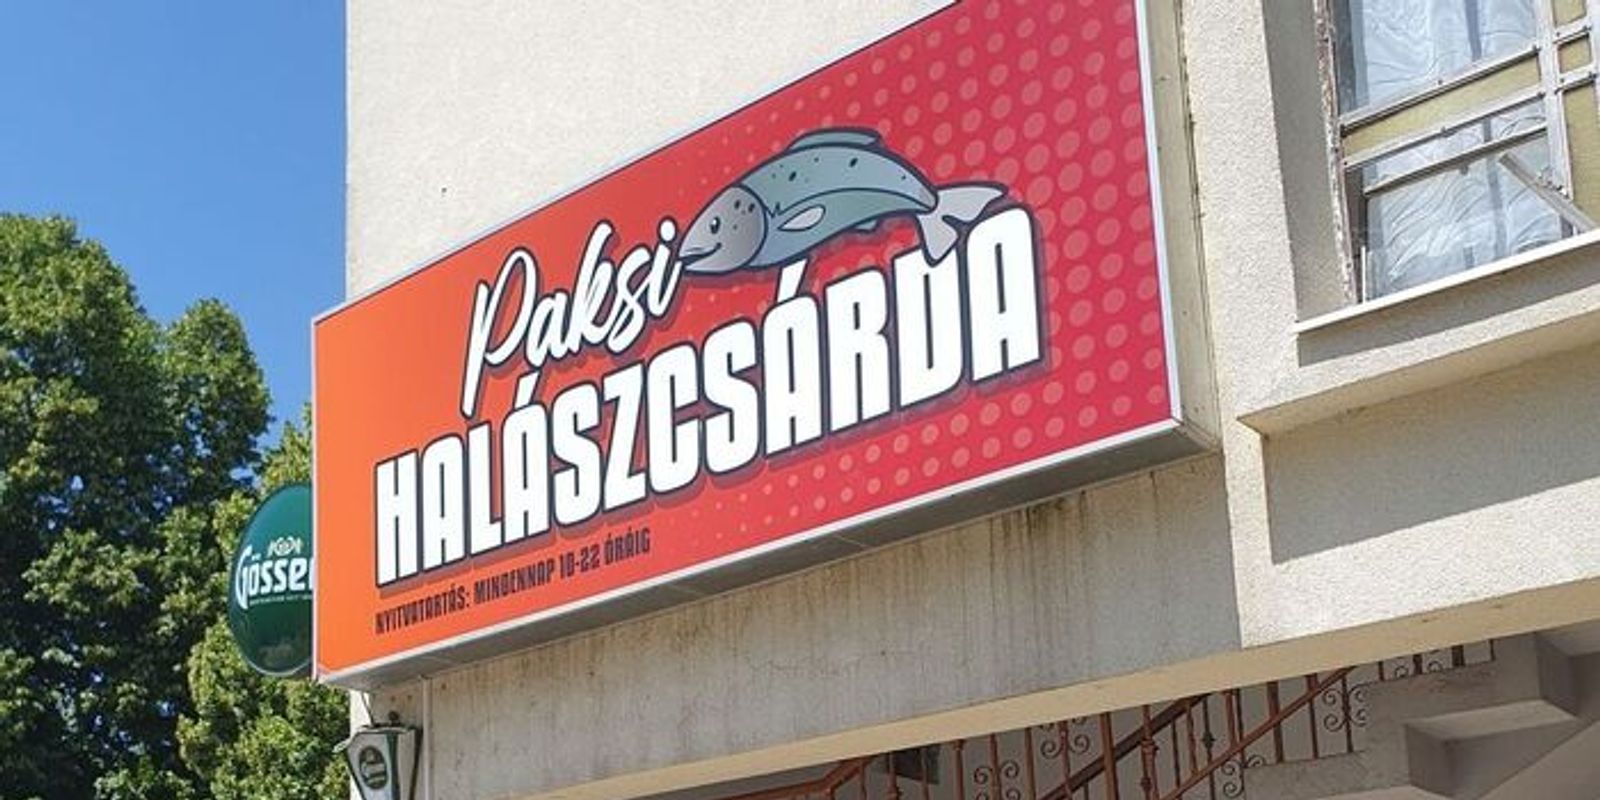 Paksi
HALÁSZCSÁRDA
NYITVATARTÁS: MINDENNAP 10-22 ÓRÁIG
Gösser